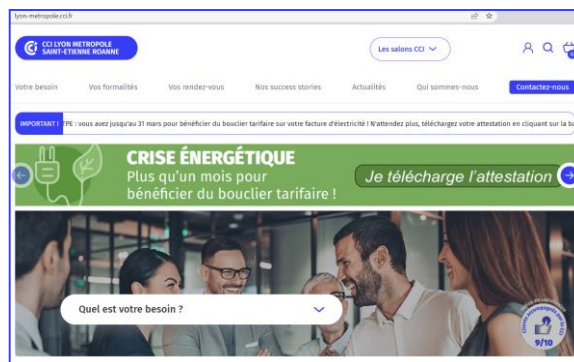 lyon-metropole.cci.fr
CCI LYON METROPOLE
SAINT-ETIENNE ROANNE
Les salons CCI
0
Votre besoin
Vos formalités
Vos rendez-vous
Nos success stories
Actualités
Qui sommes-nous
Contactez-nous
IMPORTANT ! TPE : vous avez jusqu'au 31 mars pour bénéficier du bouclier tarifaire sur votre facture d'électricité ! N'attendez plus, téléchargez votre attestation en cliquant sur la
CRISE ÉNERGÉTIQUE
Plus qu'un mois pour
bénéficier du bouclier tarifaire !
Je télécharge l'attestation
Quel est votre besoin ?
9/10